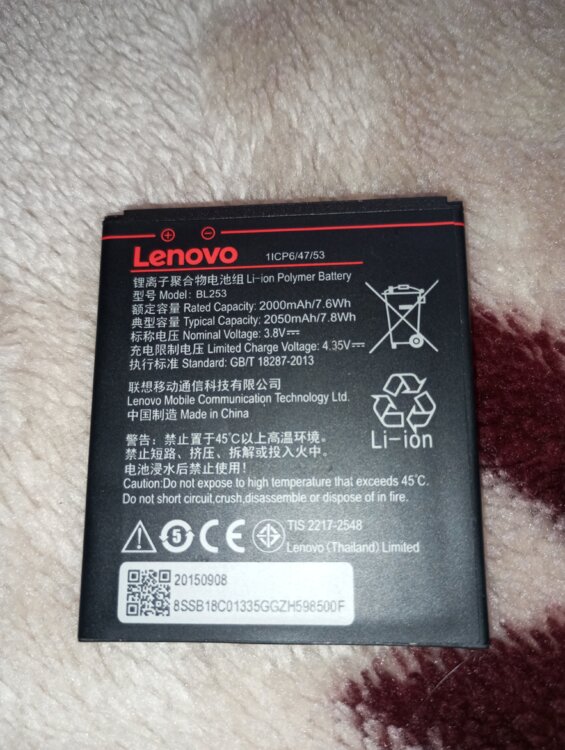 Lenovo
1ICP6/47/53
锂离子聚合物电池组 Li-ion Polymer Battery
型号 Model: BL253
额定容量 Rated Capacity: 2000mAh/7.6Wh
典型容量 Typical Capacity: 2050mAh/7.8Wh
标称电压 Nominal Voltage: 3.8V⎓
充电限制电压 Limited Charge Voltage: 4.35V⎓
执行标准 Standard: GB/T 18287-2013
联想移动通信科技有限公司
Lenovo Mobile Communication Technology Ltd.
中国制造 Made in China
Li-ion
警告: 禁止置于45℃以上高温环境。
禁止短路、挤压、拆解或投入火中。
电池浸水后禁止使用!
Caution:Do not expose to high temperature that exceeds 45℃.
Do not short circuit,crush,disassemble or dispose of in fire.
5 CE
TIS 2217-2548
Lenovo (Thailand) Limited
20150908
8SSB18C01335GGZH598500F